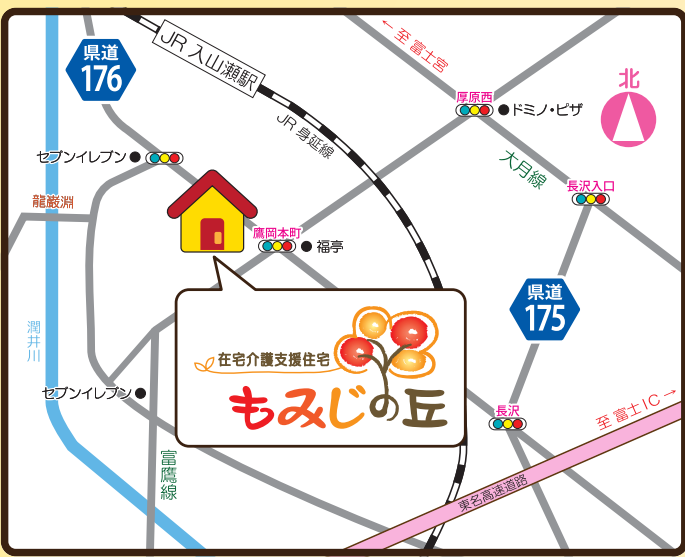 県道
176
JR 入山瀬駅
← 至 富士宮
北
厚原西
ドミノ・ピザ
JR 身延線
セブンイレブン
大月線
長沢入口
龍巌淵
鷹岡本町
福亭
県道
175
潤井川
在宅介護支援住宅
もみじの丘
セブンイレブン
長沢
至 富士IC →
富鷹線
東名高速道路